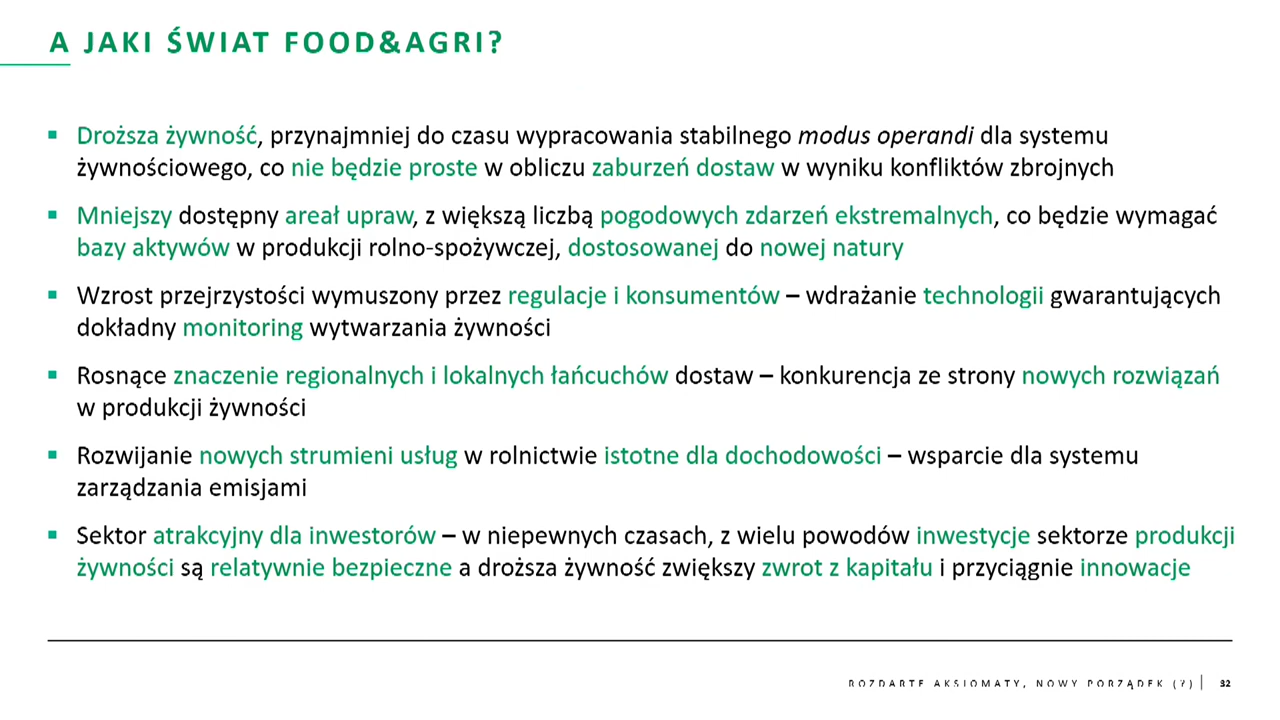 A JAKI ŚWIAT FOOD&AGRI?
▪ Droższa żywność, przynajmniej do czasu wypracowania stabilnego modus operandi dla systemu
żywnościowego, co nie będzie proste w obliczu zaburzeń dostaw w wyniku konfliktów zbrojnych
▪ Mniejszy dostępny areał upraw, z większą liczbą pogodowych zdarzeń ekstremalnych, co będzie wymagać
bazy aktywów w produkcji rolno-spożywczej, dostosowanej do nowej natury
▪ Wzrost przejrzystości wymuszony przez regulacje i konsumentów – wdrażanie technologii gwarantujących
dokładny monitoring wytwarzania żywności
▪ Rosnące znaczenie regionalnych i lokalnych łańcuchów dostaw – konkurencja ze strony nowych rozwiązań
w produkcji żywności
▪ Rozwijanie nowych strumieni usług w rolnictwie istotne dla dochodowości – wsparcie dla systemu
zarządzania emisjami
▪ Sektor atrakcyjny dla inwestorów – w niepewnych czasach, z wielu powodów inwestycje sektorze produkcji
żywności są relatywnie bezpieczne a droższa żywność zwiększy zwrot z kapitału i przyciągnie innowacje
ROZDARTE AKSJOMATY, NOWY PORZĄDEK (?) | 32